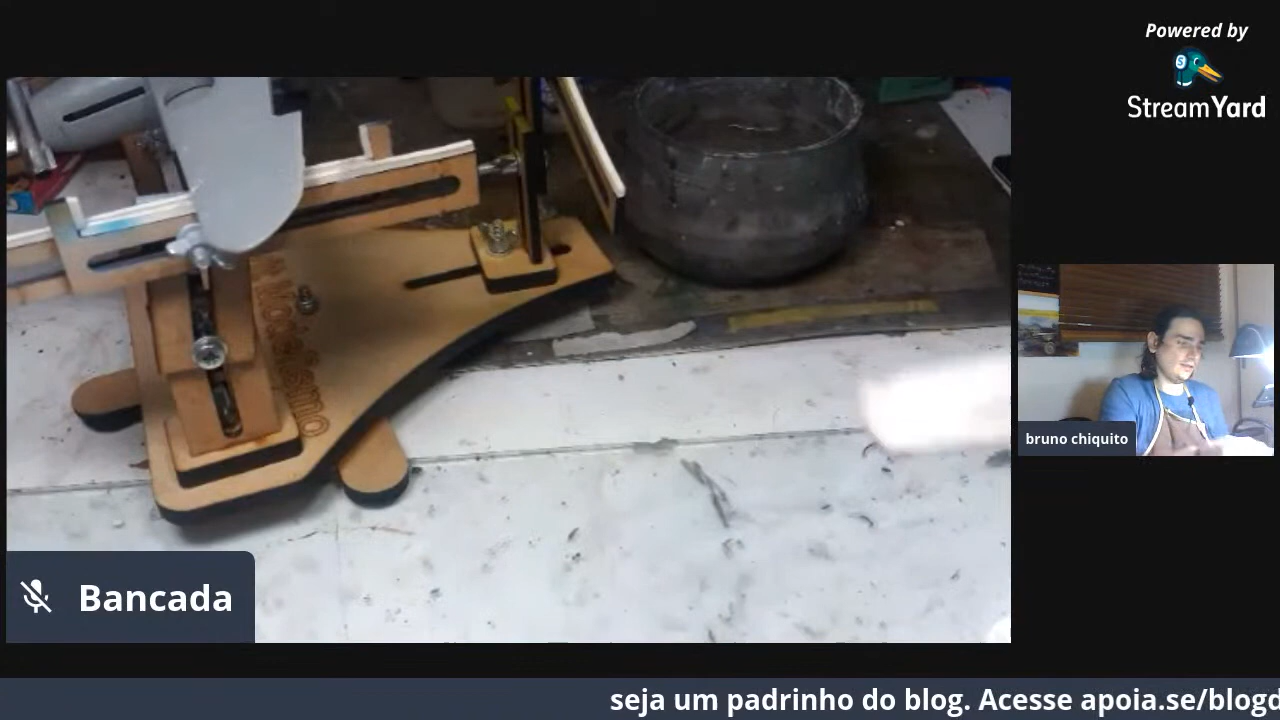 Powered by
StreamYard
bruno chiquito
Bancada
seja um padrinho do blog. Acesse apoia.se/blogd